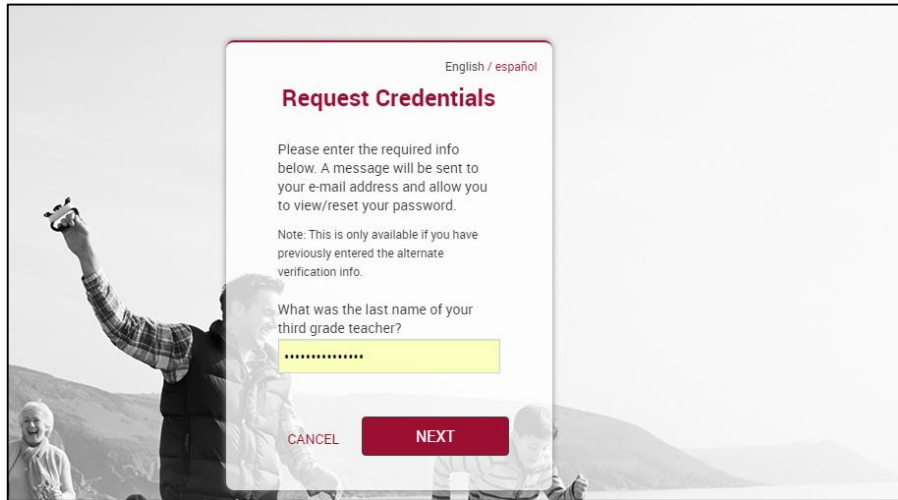 English / español
Request Credentials
Please enter the required info
below. A message will be sent to
your e-mail address and allow you
to view/reset your password.
Note: This is only available if you have
previously entered the alternate
verification info.
What was the last name of your
third grade teacher?
•••••••••••••••
CANCEL NEXT